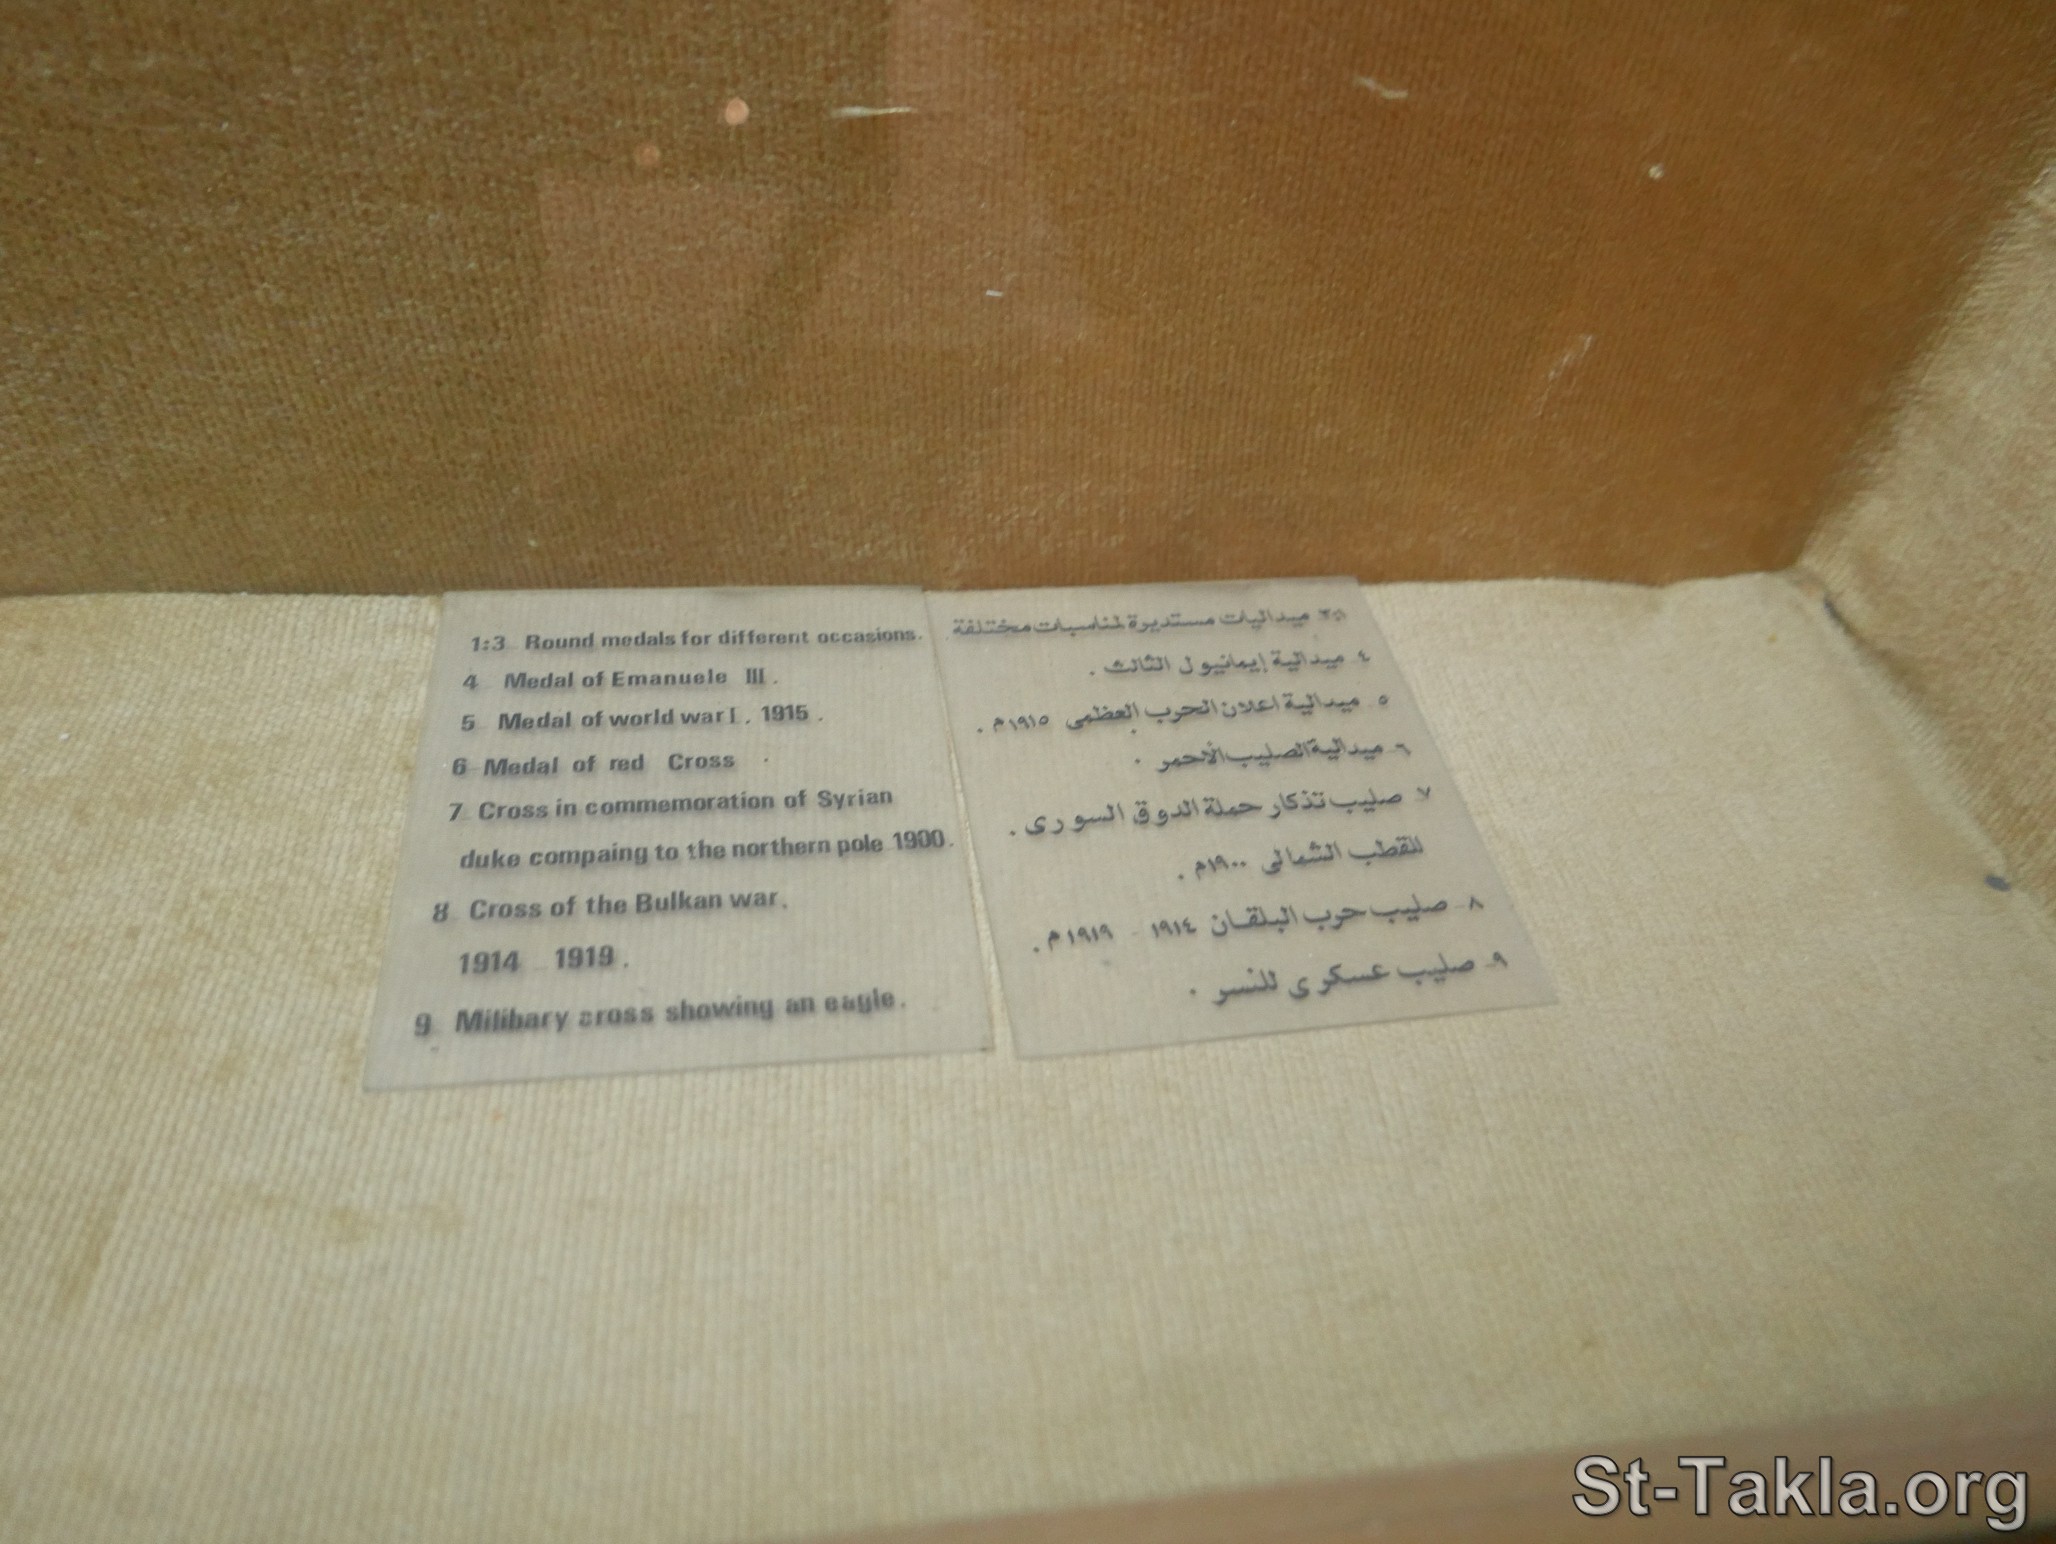 1:3 Round medals for different occasions.
4 Medal of Emanuele III.
5 Medal of world war I. 1915.
6 Medal of red Cross
7 Cross in commemoration of Syrian
duke compaing to the northern pole 1900.
8 Cross of the Bulkan war.
1914 1919.
9 Milibary cross showing an eagle.
ميداليات مستديرة لمناسبات مختلفة
٤ ميدالية إيمانيول الثالث .
٥ ميدالية اعلان الحرب العظمى ١٩١٥ م .
٦ ميدالية الصليب الأحمر .
٧ صليب تذكار حملة الدوق السورى .
للقطب الشمالى ١٩٠٠م .
٨ صليب حرب البلقان ١٩١٤ - ١٩١٩ م .
٩ صليب عسكرى للنسر .
St-Takla.org